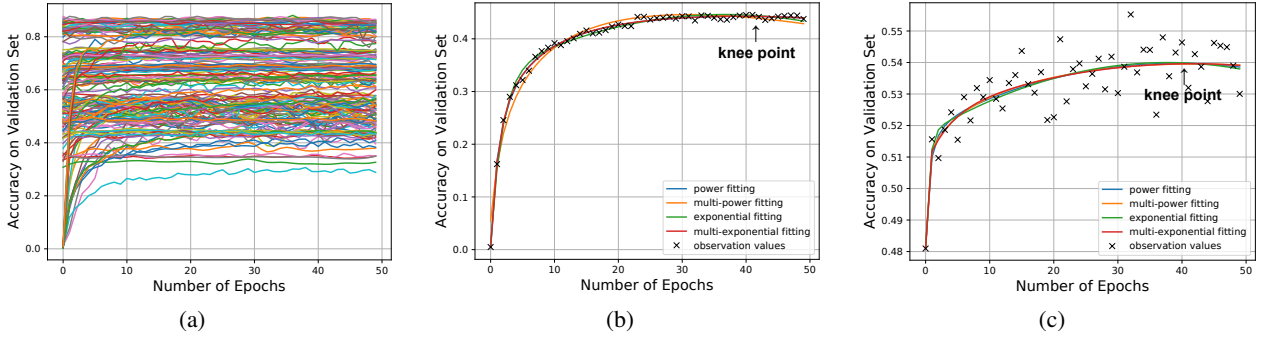 Accuracy on Validation Set
0.8
0.6
0.4
0.2
0.0
0 10 20 30 40 50
Number of Epochs
(a)
Accuracy on Validation Set
0.4
0.3
0.2
0.1
0.0
knee point
power fitting
multi-power fitting
exponential fitting
multi-exponential fitting
observation values
0 10 20 30 40 50
Number of Epochs
(b)
Accuracy on Validation Set
0.55
0.54
0.53
0.52
0.51
0.50
0.49
0.48
knee point
power fitting
multi-power fitting
exponential fitting
multi-exponential fitting
observation values
0 10 20 30 40 50
Number of Epochs
(c)